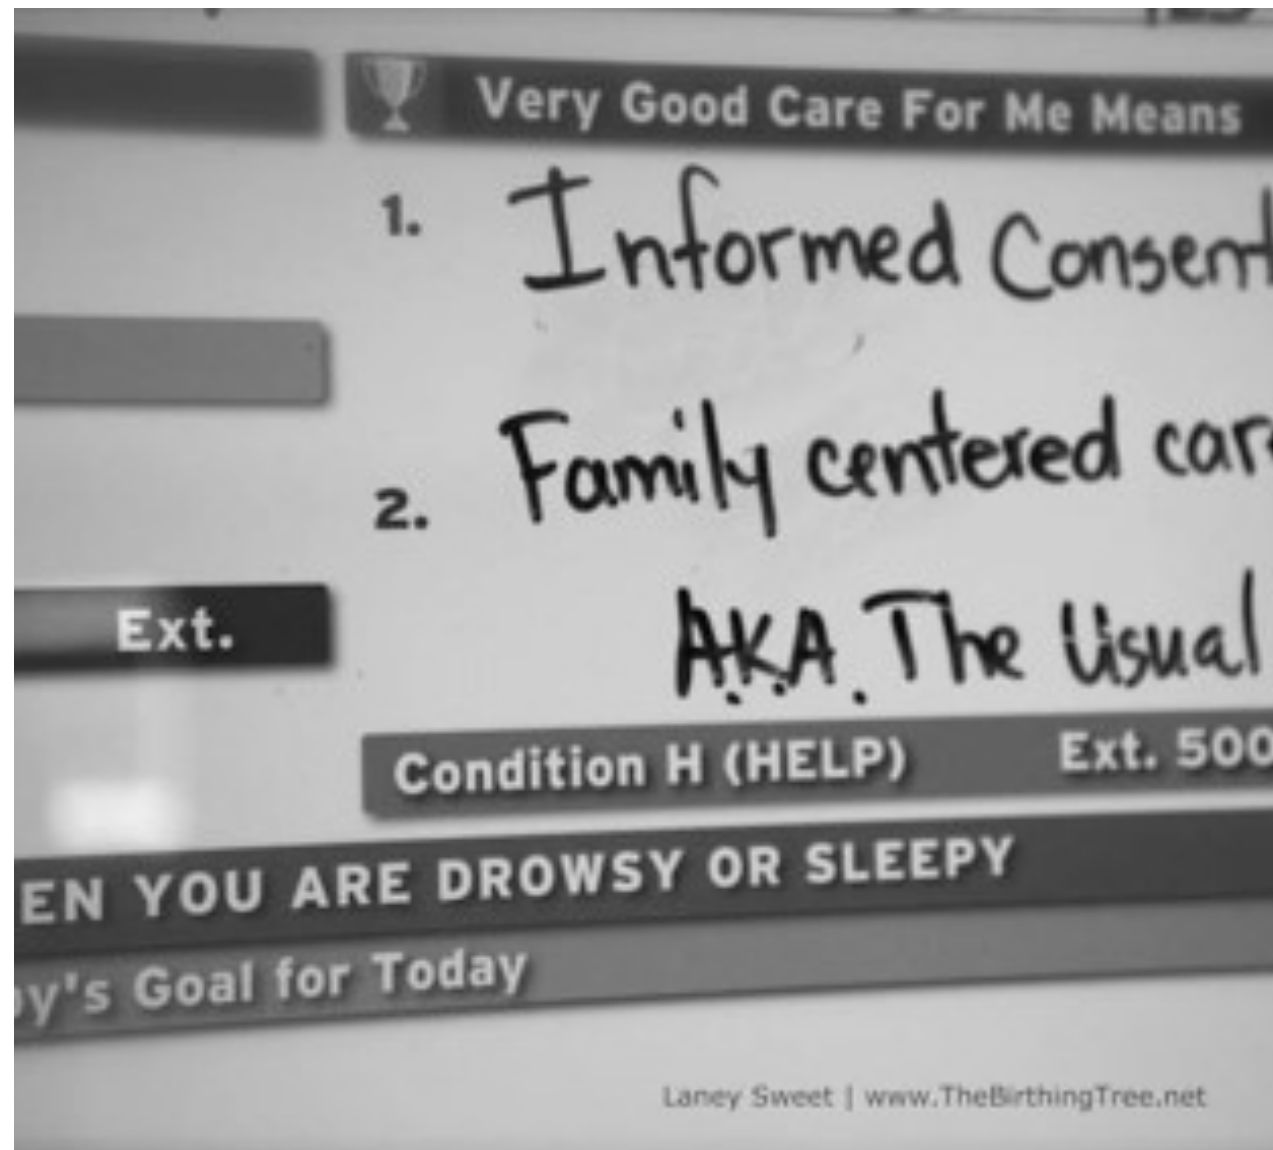 Very Good Care For Me Means
1. Informed Consent
2. Family centered care
A.K.A. The Usual
Ext.
Condition H (HELP) Ext. 500
EN YOU ARE DROWSY OR SLEEPY
y's Goal for Today
Laney Sweet | www.TheBirthingTree.net